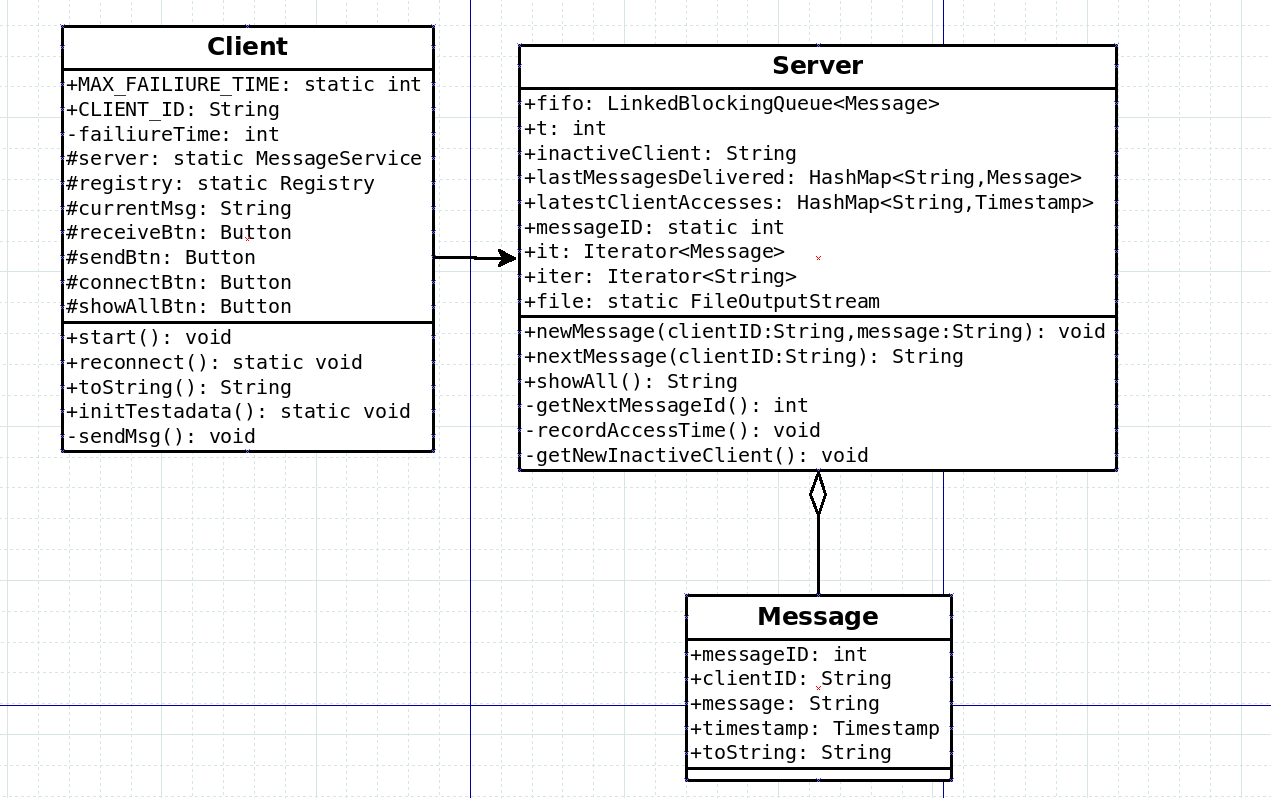 Client
+MAX_FAILIURE_TIME: static int
+CLIENT_ID: String
-failiureTime: int
#server: static MessageService
#registry: static Registry
#currentMsg: String
#receiveBtn: Button
#sendBtn: Button
#connectBtn: Button
#showAllBtn: Button
+start(): void
+reconnect(): static void
+toString(): String
+initTestadata(): static void
-sendMsg(): void
Server
+fifo: LinkedBlockingQueue<Message>
+t: int
+inactiveClient: String
+lastMessagesDelivered: HashMap<String,Message>
+latestClientAccesses: HashMap<String,Timestamp>
+messageID: static int
+it: Iterator<Message>
+iter: Iterator<String>
+file: static FileOutputStream
+newMessage(clientID:String,message:String): void
+nextMessage(clientID:String): String
+showAll(): String
-getNextMessageId(): int
-recordAccessTime(): void
-getNewInactiveClient(): void
Message
+messageID: int
+clientID: String
+message: String
+timestamp: Timestamp
+toString: String